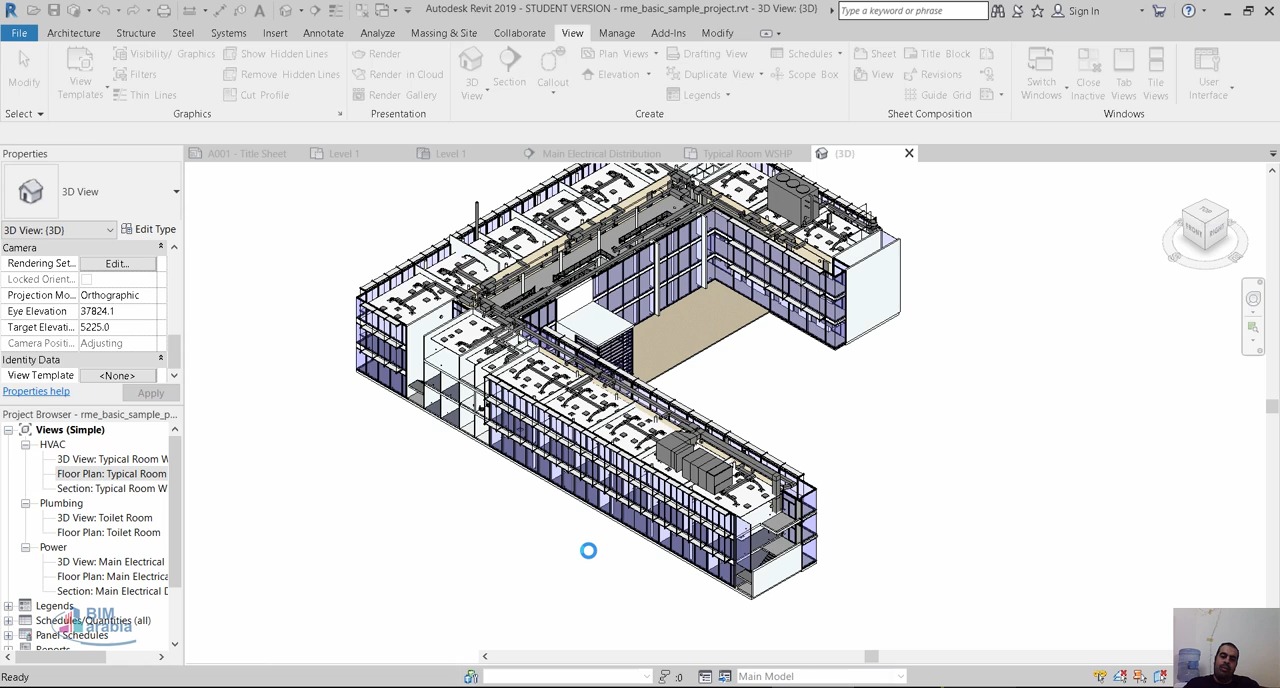 Autodesk Revit 2019 - STUDENT VERSION - rme_basic_sample_project.rvt - 3D View: {3D}
Type a keyword or phrase
Sign In
File Architecture Structure Steel Systems Insert Annotate Analyze Massing & Site Collaborate View Manage Add-Ins Modify
Modify
Select
View Templates
Visibility/ Graphics
Filters
Thin Lines
Show Hidden Lines
Remove Hidden Lines
Cut Profile
Graphics
Render
Render in Cloud
Render Gallery
Presentation
3D View
Section
Callout
Plan Views
Elevation
Drafting View
Duplicate View
Legends
Schedules
Scope Box
Create
Sheet
View
Title Block
Revisions
Guide Grid
Sheet Composition
Switch Windows
Close Inactive
Tab Views
Tile Views
Windows
User Interface
Properties
A001 - Title Sheet
Level 1
Level 1
Main Electrical Distribution
Typical Room WSHP
{3D}
3D View
3D View: {3D}
Edit Type
Camera
Rendering Set... Edit...
Locked Orient...
Projection Mo... Orthographic
Eye Elevation 37824.1
Target Elevati... 5225.0
Camera Positi... Adjusting
Identity Data
View Template <None>
Properties help
Apply
Project Browser - rme_basic_sample_p...
Views (Simple)
HVAC
3D View: Typical Room W
Floor Plan: Typical Room
Section: Typical Room W
Plumbing
3D View: Toilet Room
Floor Plan: Toilet Room
Power
3D View: Main Electrical
Floor Plan: Main Electrica
Section: Main Electrical D
Legends
Schedules/Quantities (all)
Panel Schedules
BIM
arabia
TOP
FRONT
RIGHT
Ready
:0
Main Model